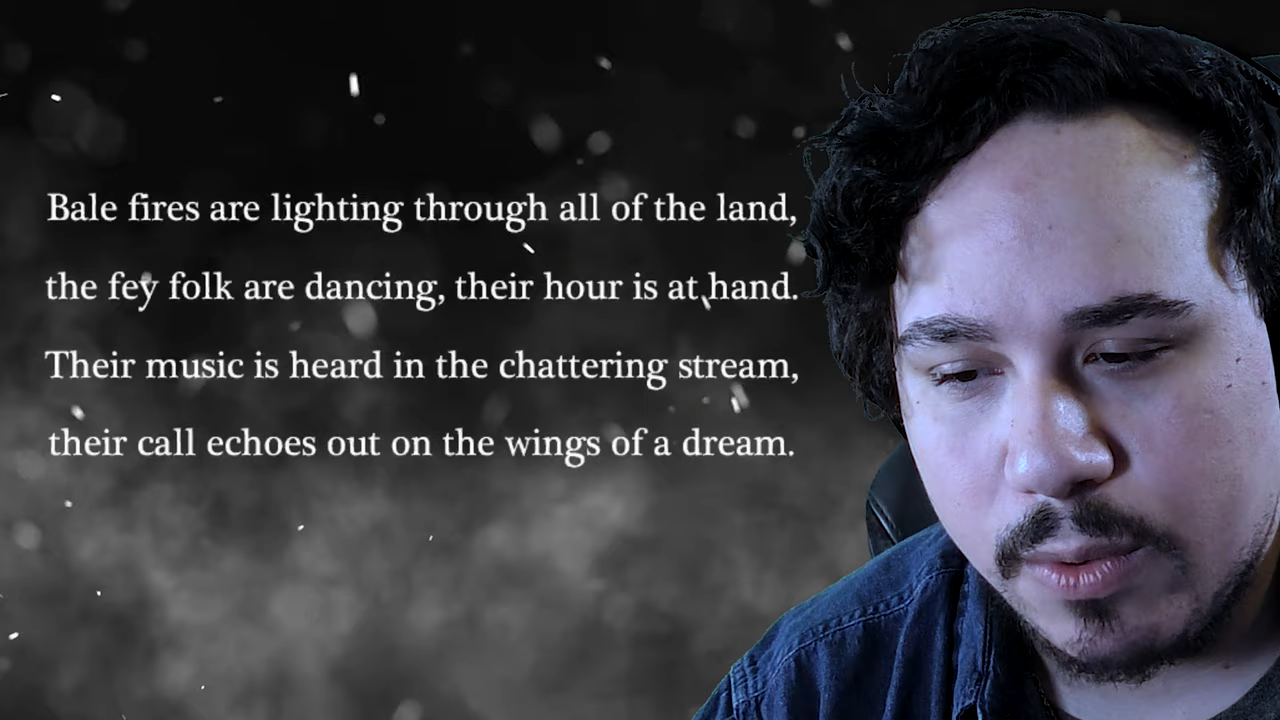 Bale fires are lighting through all of the land,
the fey folk are dancing, their hour is at hand.
Their music is heard in the chattering stream,
their call echoes out on the wings of a dream.